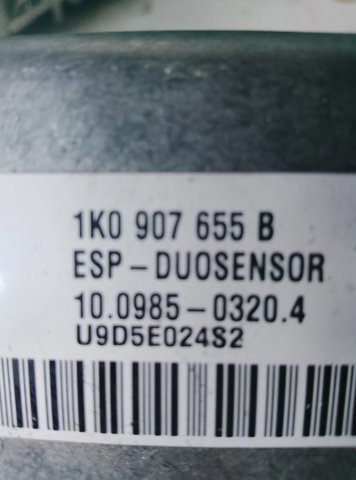 1K0 907 655 B
ESP-DUOSENSOR
10.0985-0320.4
U9D5E024S2